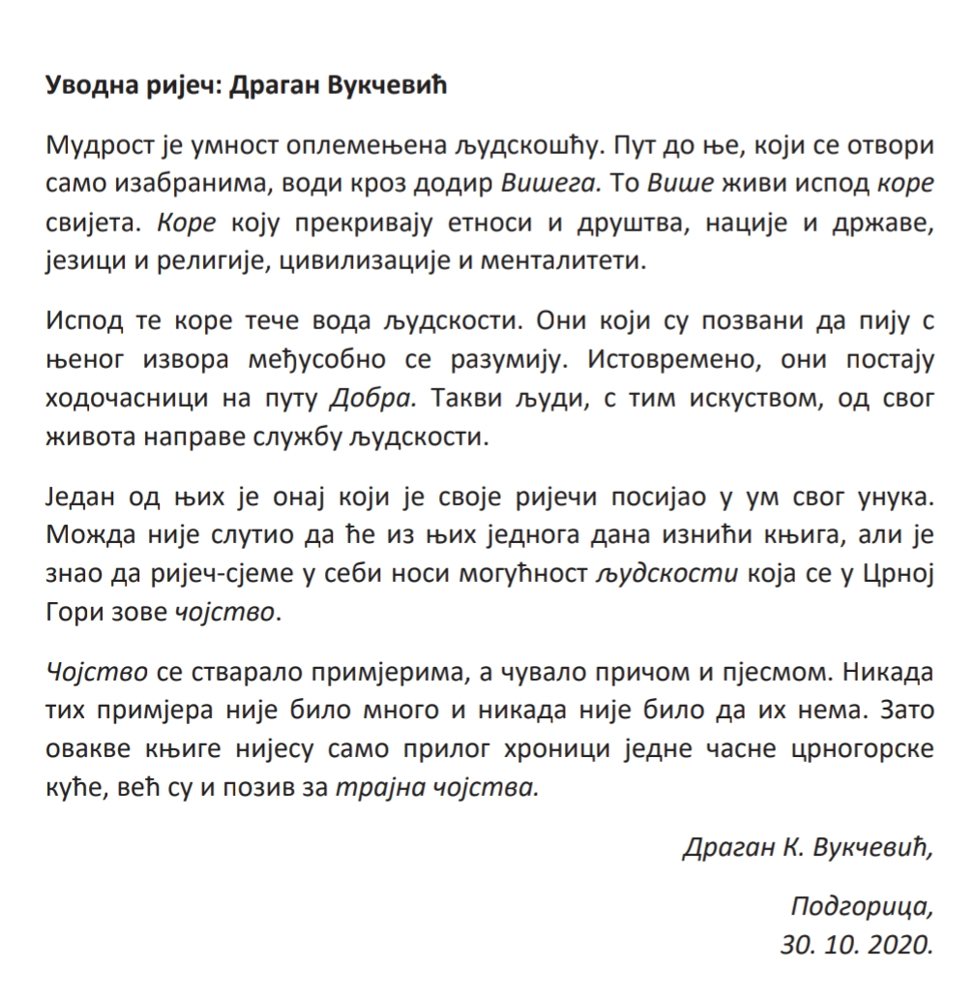 Уводна ријеч: Драган Вукчевић
Мудрост је умност оплемењена људскошћу. Пут до ње, који се отвори
само изабранима, води кроз додир Вишега. То Више живи испод коре
свијета. Коре коју прекривају етноси и друштва, нације и државе,
језици и религије, цивилизације и менталитети.
Испод те коре тече вода људскости. Они који су позвани да пију с
њеног извора међусобно се разумију. Истовремено, они постају
ходочасници на путу Добра. Такви људи, с тим искуством, од свог
живота направе службу људскости.
Један од њих је онај који је своје ријечи посијао у ум свог унука.
Можда није слутио да ће из њих једнога дана изнићи књига, али је
знао да ријеч-сјеме у себи носи могућност људскости која се у Црној
Гори зове чојство.
Чојство се стварало примјерима, а чувало причом и пјесмом. Никада
тих примјера није било много и никада није било да их нема. Зато
овакве књиге нијесу само прилог хроници једне часне црногорске
куће, већ су и позив за трајна чојства.
Драган К. Вукчевић,
Подгорица,
30. 10. 2020.